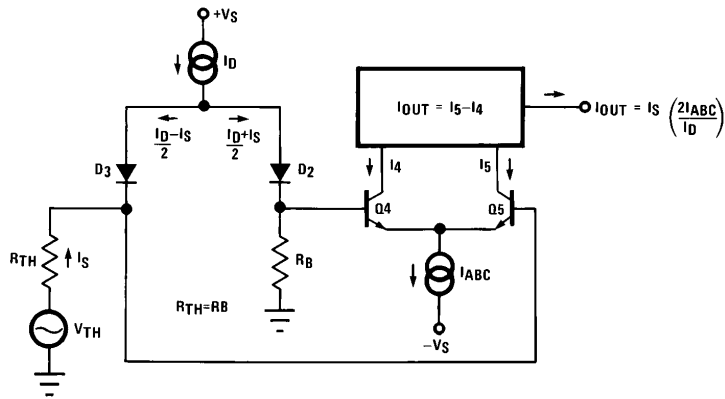 +VS
ID
ID/2 - IS
ID/2 + IS
D3
D2
IOUT = I5-I4
IOUT = IS (2IABC/ID)
I4
I5
Q4
Q5
RTH
IS
RB
IABC
RTH=RB
VTH
-VS